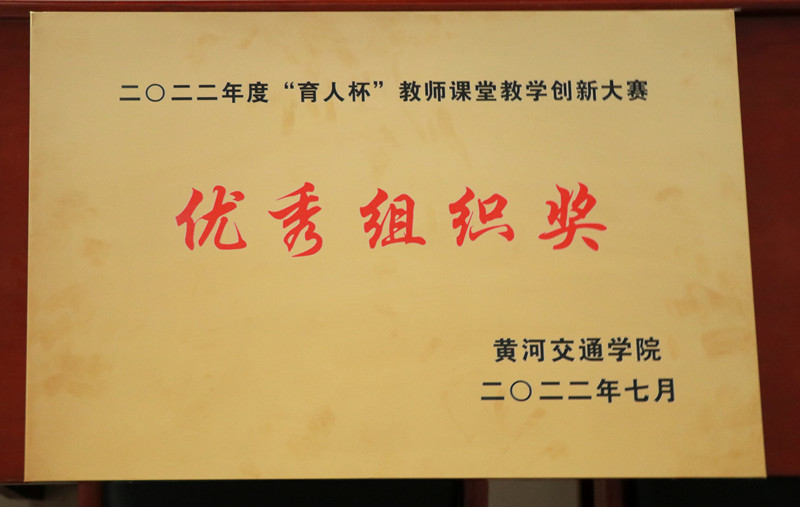 二〇二二年度“育人杯”教师课堂教学创新大赛
优秀组织奖
黄河交通学院
二〇二二年七月